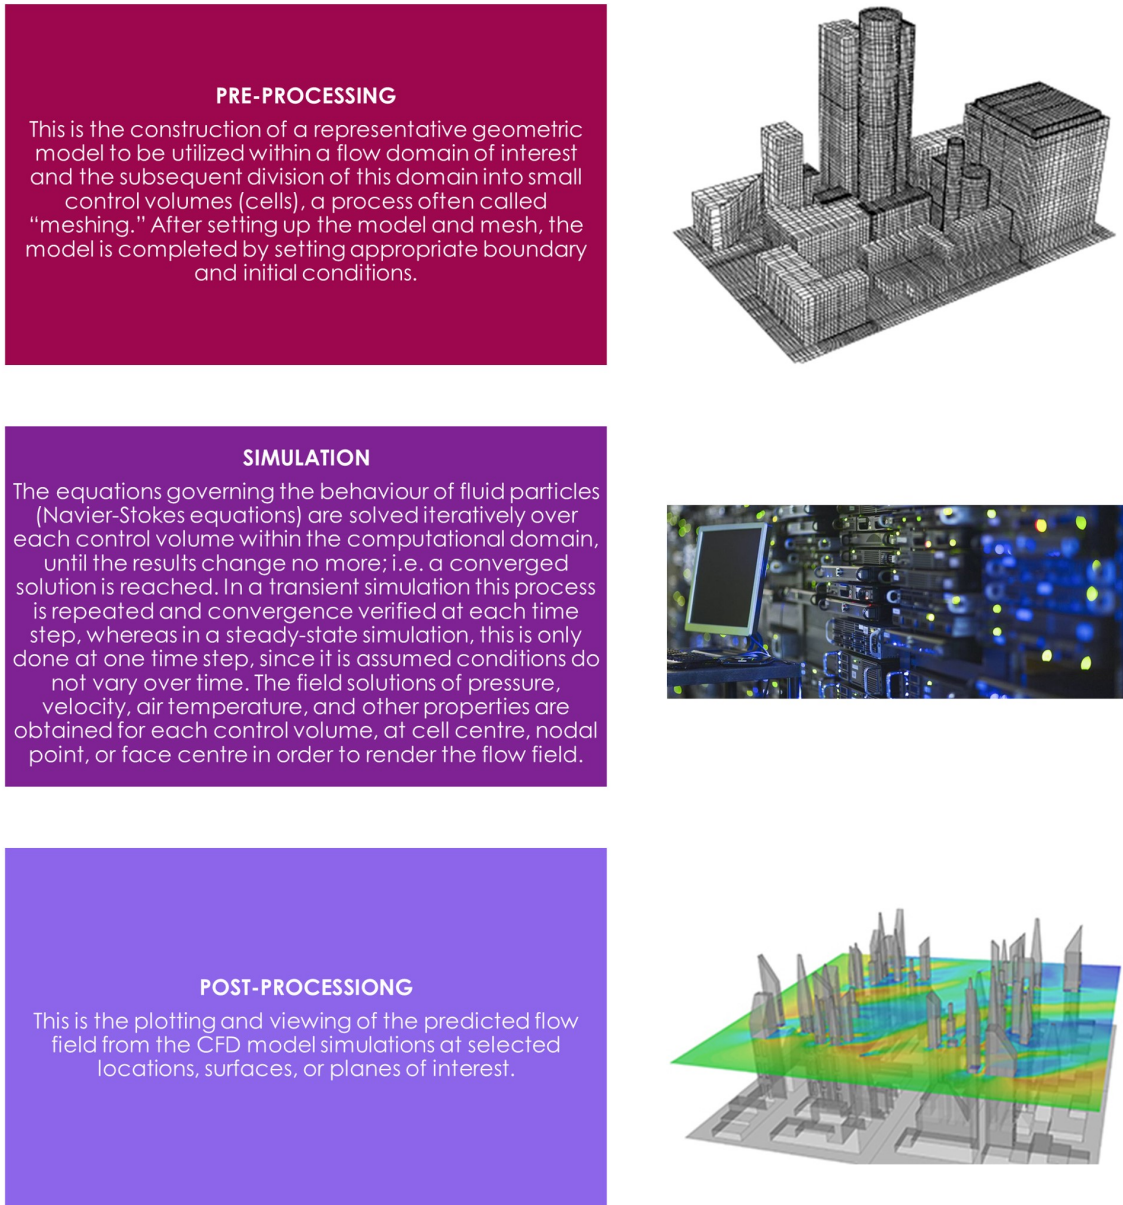 PRE-PROCESSING
This is the construction of a representative geometric
model to be utilized within a flow domain of interest
and the subsequent division of this domain into small
control volumes (cells), a process often called
“meshing.” After setting up the model and mesh, the
model is completed by setting appropriate boundary
and initial conditions.
SIMULATION
The equations governing the behaviour of fluid particles
(Navier-Stokes equations) are solved iteratively over
each control volume within the computational domain,
until the results change no more; i.e. a converged
solution is reached. In a transient simulation this process
is repeated and convergence verified at each time
step, whereas in a steady-state simulation, this is only
done at one time step, since it is assumed conditions do
not vary over time. The field solutions of pressure,
velocity, air temperature, and other properties are
obtained for each control volume, at cell centre, nodal
point, or face centre in order to render the flow field.
POST-PROCESSIONG
This is the plotting and viewing of the predicted flow
field from the CFD model simulations at selected
locations, surfaces, or planes of interest.